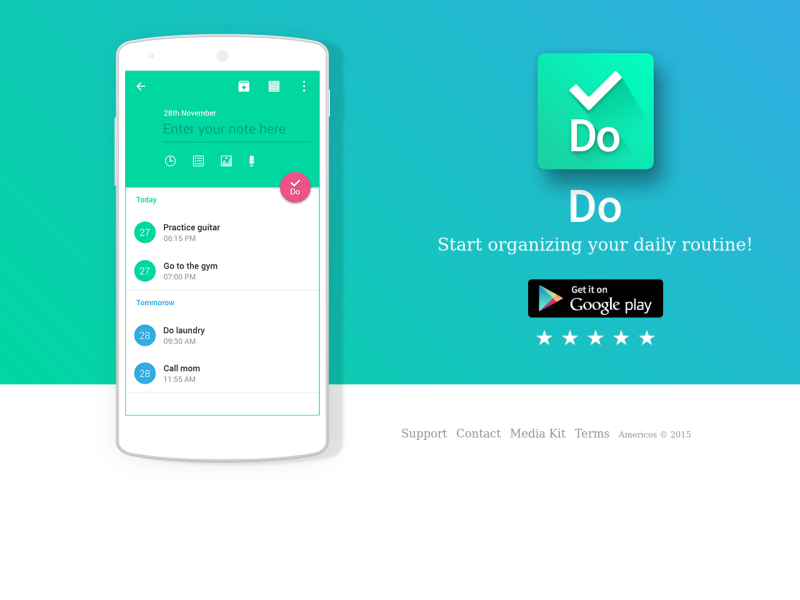 28th November
Enter your note here
Do
Today
27
Practice guitar
06:15 PM
27
Go to the gym
07:00 PM
Tommorow
28
Do laundry
09:30 AM
28
Call mom
11:55 AM
Do
Do
Start organizing your daily routine!
Get it on
Google play
Support Contact Media Kit Terms Americos © 2015